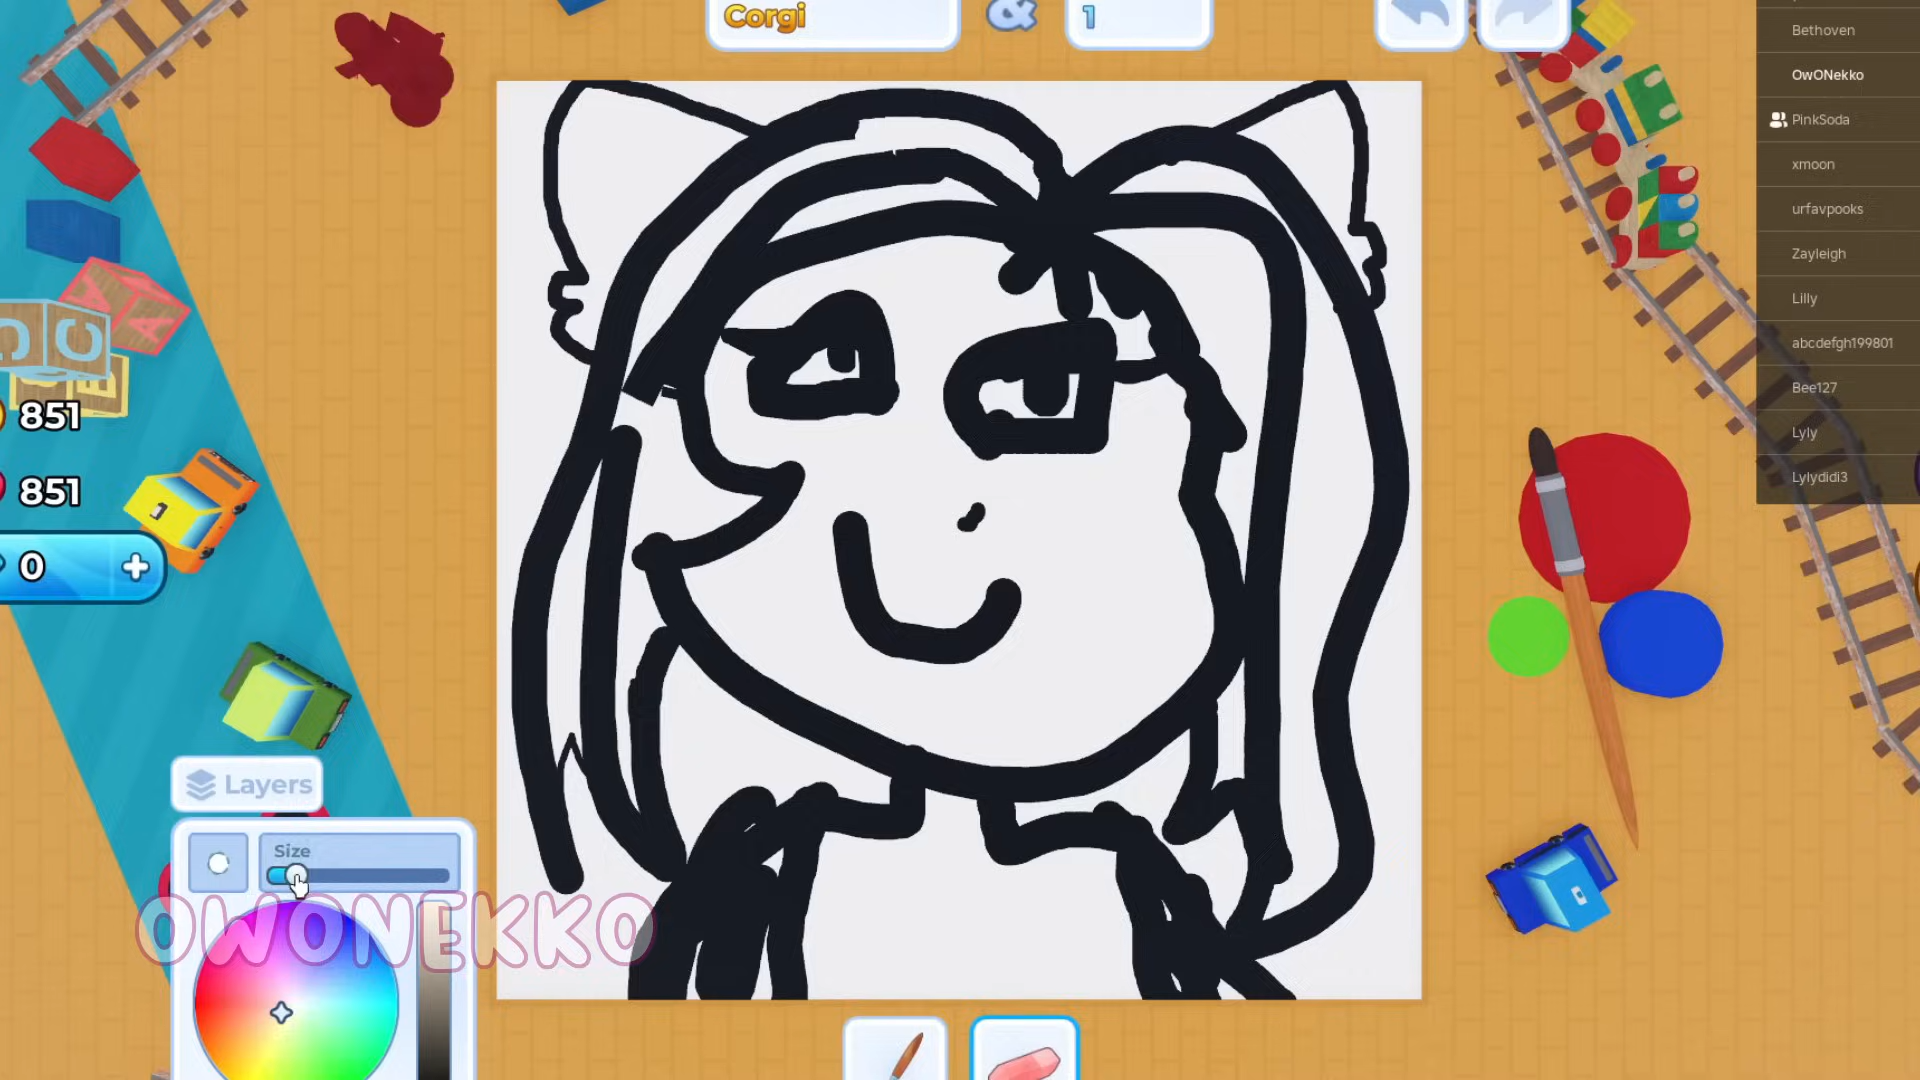 Corgi & 1
Bethoven
OwONekko
PinkSoda
xmoon
urfavpooks
Zayleigh
Lilly
abcdefgh199801
Bee127
Lyly
Lylydidi3
851
851
0 +
Layers
Size
OWONEKKO